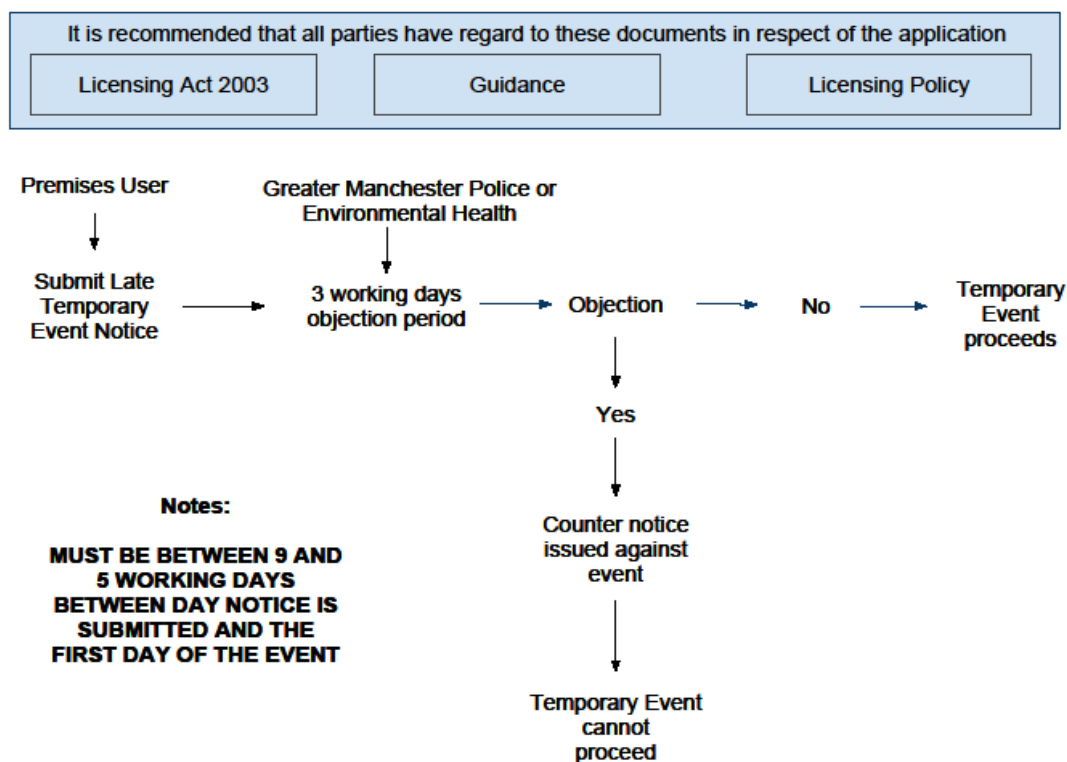 It is recommended that all parties have regard to these documents in respect of the application
Licensing Act 2003
Guidance
Licensing Policy
Premises User
Greater Manchester Police or
Environmental Health
Submit Late
Temporary
Event Notice
3 working days
objection period
Objection
No
Temporary
Event
proceeds
Yes
Counter notice
issued against
event
Temporary Event
cannot
proceed
Notes:
MUST BE BETWEEN 9 AND
5 WORKING DAYS
BETWEEN DAY NOTICE IS
SUBMITTED AND THE
FIRST DAY OF THE EVENT